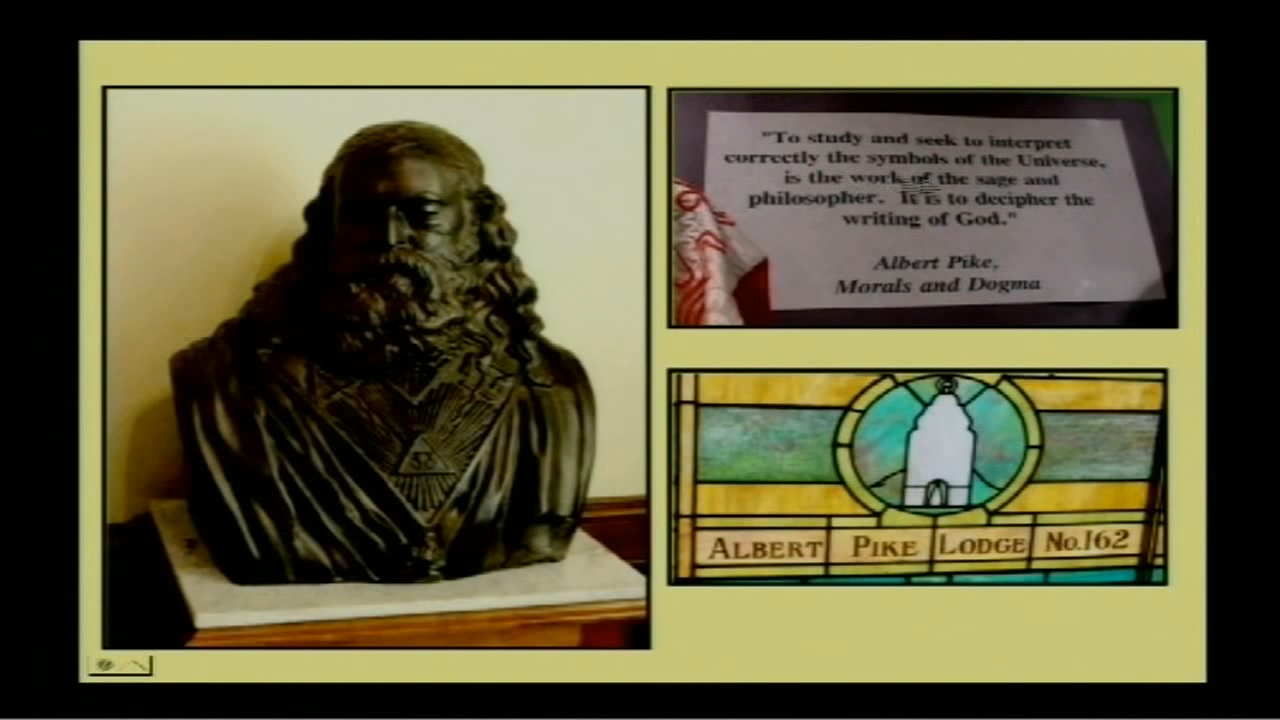 "To study and seek to interpret
correctly the symbols of the Universe,
is the work of the sage and
philosopher. It is to decipher the
writing of God."
Albert Pike,
Morals and Dogma
ALBERT PIKE LODGE No. 162